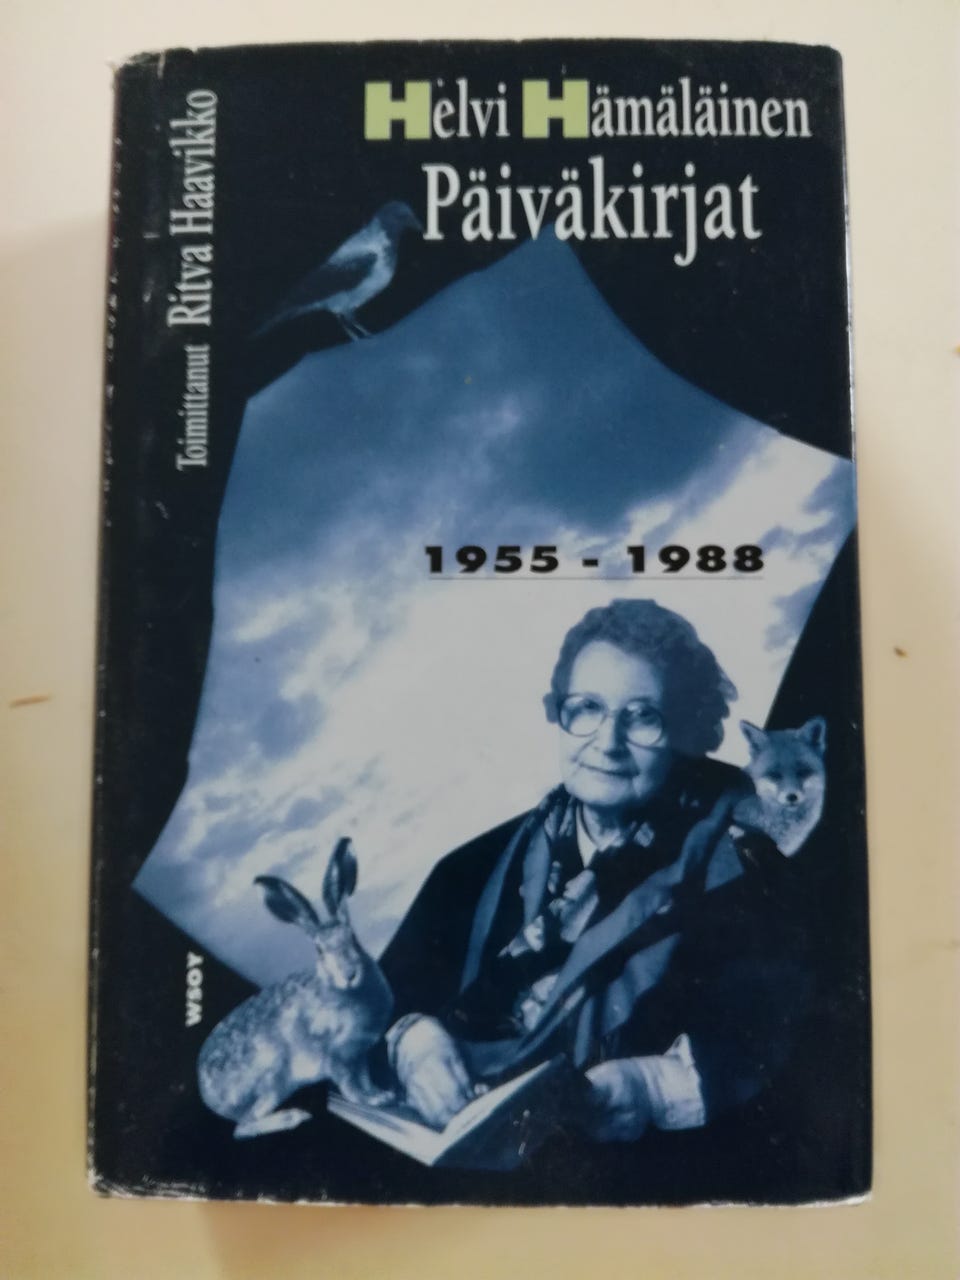 Helvi Hämäläinen
Päiväkirjat
Toimittanut Ritva Haavikko
1955 - 1988
WSOY